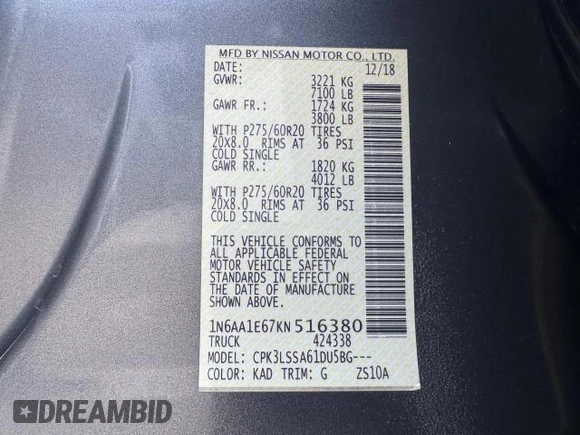 MFD BY NISSAN MOTOR CO., LTD.
DATE: 12/18
GVWR: 3221 KG
7100 LB
GAWR FR.: 1724 KG
3800 LB
WITH P275/60R20 TIRES
20X8.0 RIMS AT 36 PSI
COLD SINGLE
GAWR RR.: 1820 KG
4012 LB
WITH P275/60R20 TIRES
20X8.0 RIMS AT 36 PSI
COLD SINGLE
THIS VEHICLE CONFORMS TO
ALL APPLICABLE FEDERAL
MOTOR VEHICLE SAFETY
STANDARDS IN EFFECT ON
THE DATE OF MANUFACTURE
SHOWN ABOVE.
1N6AA1E67KN516380
TRUCK 424338
MODEL: CPK3LSSA61DU5BG---
COLOR: KAD TRIM: G ZS10A
DREAMBID